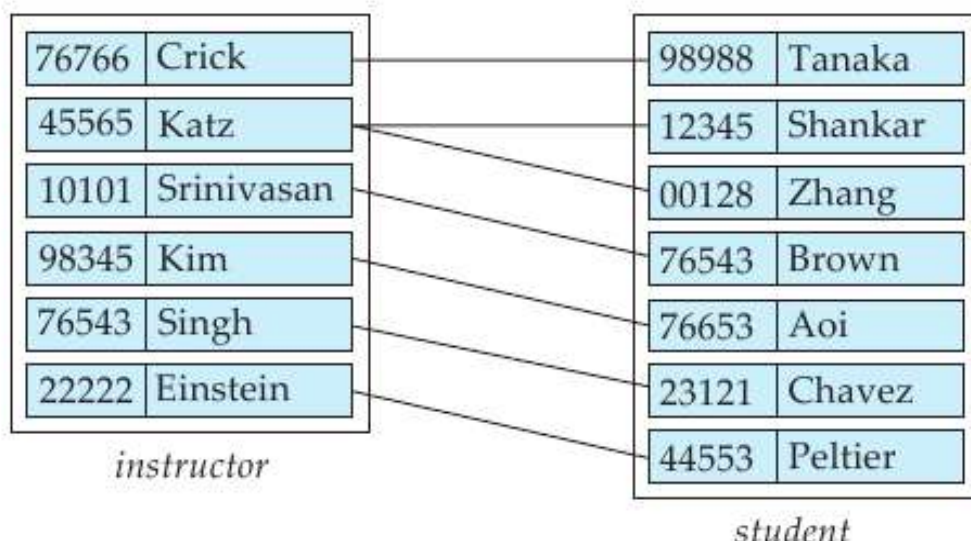 76766 Crick
45565 Katz
10101 Srinivasan
98345 Kim
76543 Singh
22222 Einstein
instructor
98988 Tanaka
12345 Shankar
00128 Zhang
76543 Brown
76653 Aoi
23121 Chavez
44553 Peltier
student